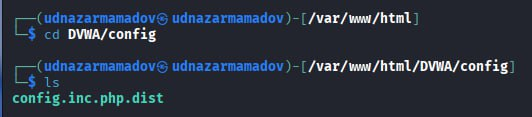 ┌──(udnazarmamadov㉿udnazarmamadov)-[/var/www/html]
└─$ cd DVWA/config
┌──(udnazarmamadov㉿udnazarmamadov)-[/var/www/html/DVWA/config]
└─$ ls
config.inc.php.dist